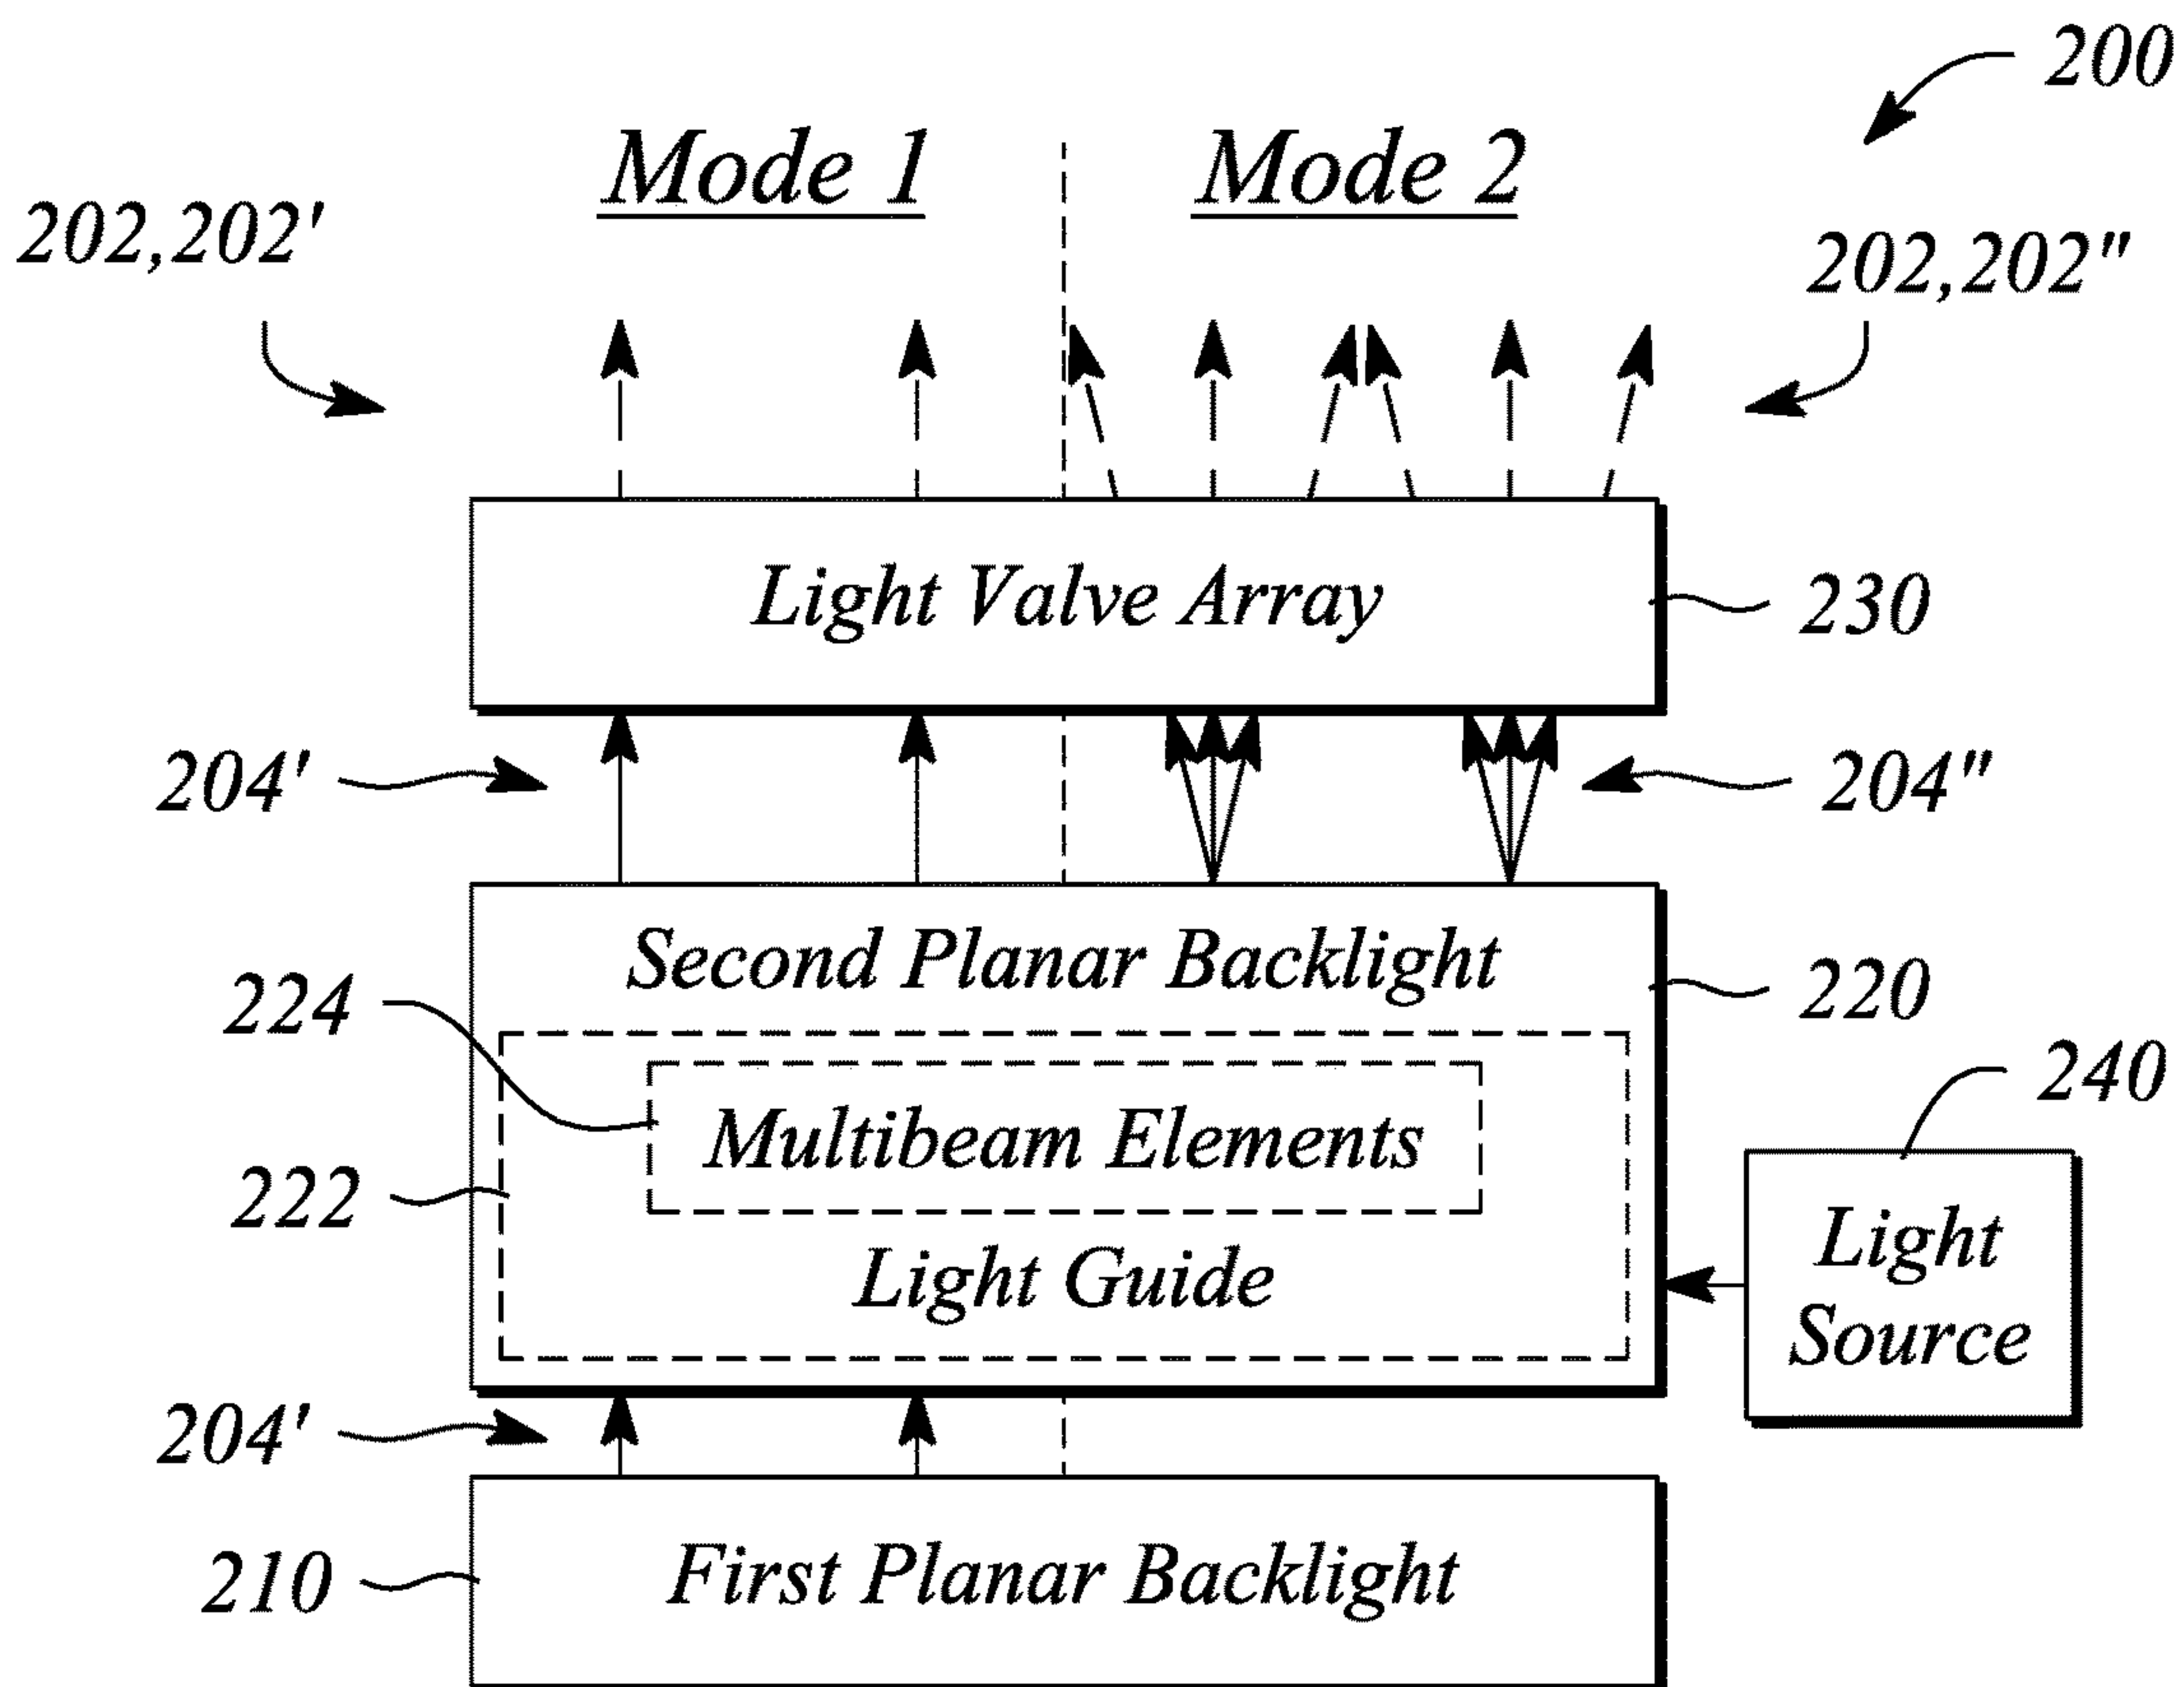 200
Mode 1
Mode 2
202,202'
202,202"
Light Valve Array
230
204'
204"
Second Planar Backlight
224
220
Multibeam Elements
240
222
Light Guide
Light
Source
204'
210
First Planar Backlight